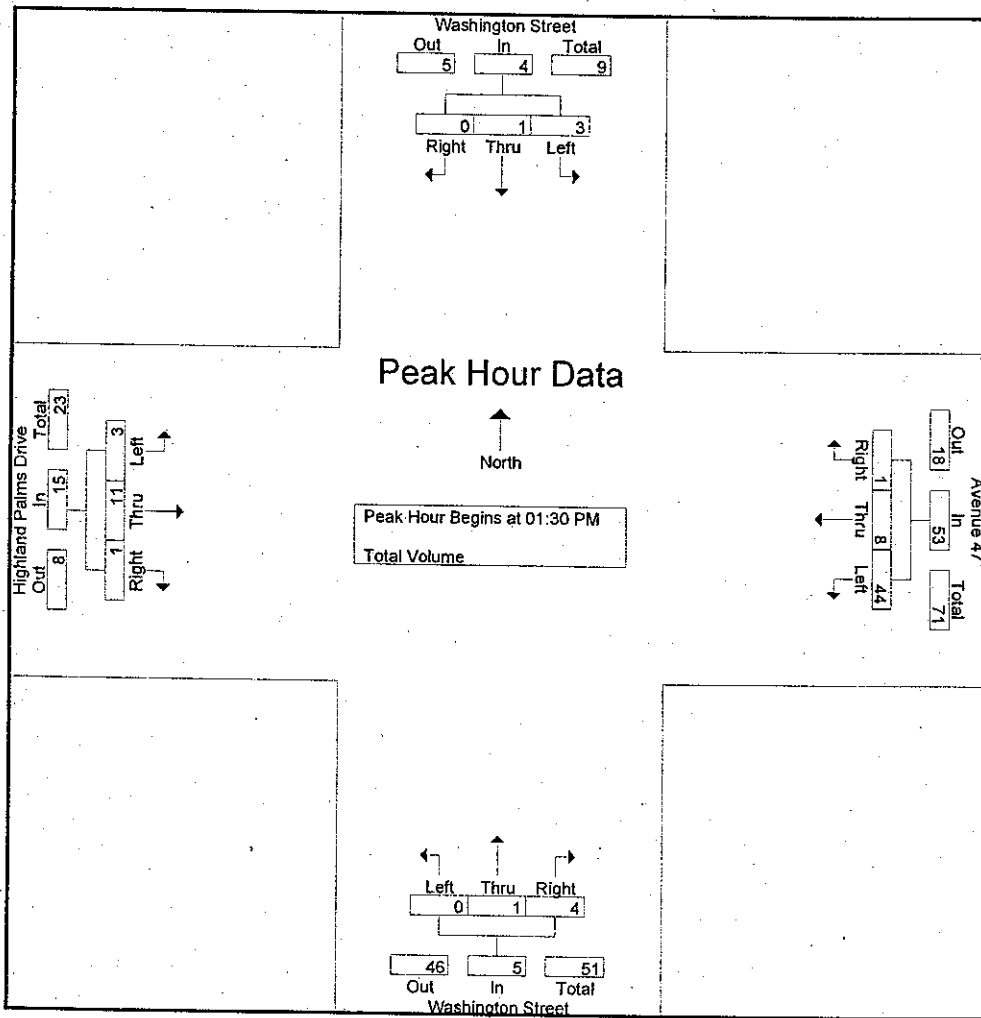 Washington Street
Out In Total
5 4 9
0 1 3
Right Thru Left
Peak Hour Data
North
Peak Hour Begins at 01:30 PM
Total Volume
Highland Palms Drive
Out In Total
8 15 23
1 11 3
Right Thru Left
Avenue 47
Out In Total
18 53 71
1 8 44
Right Thru Left
Left Thru Right
0 1 4
46 5 51
Out In Total
Washington Street